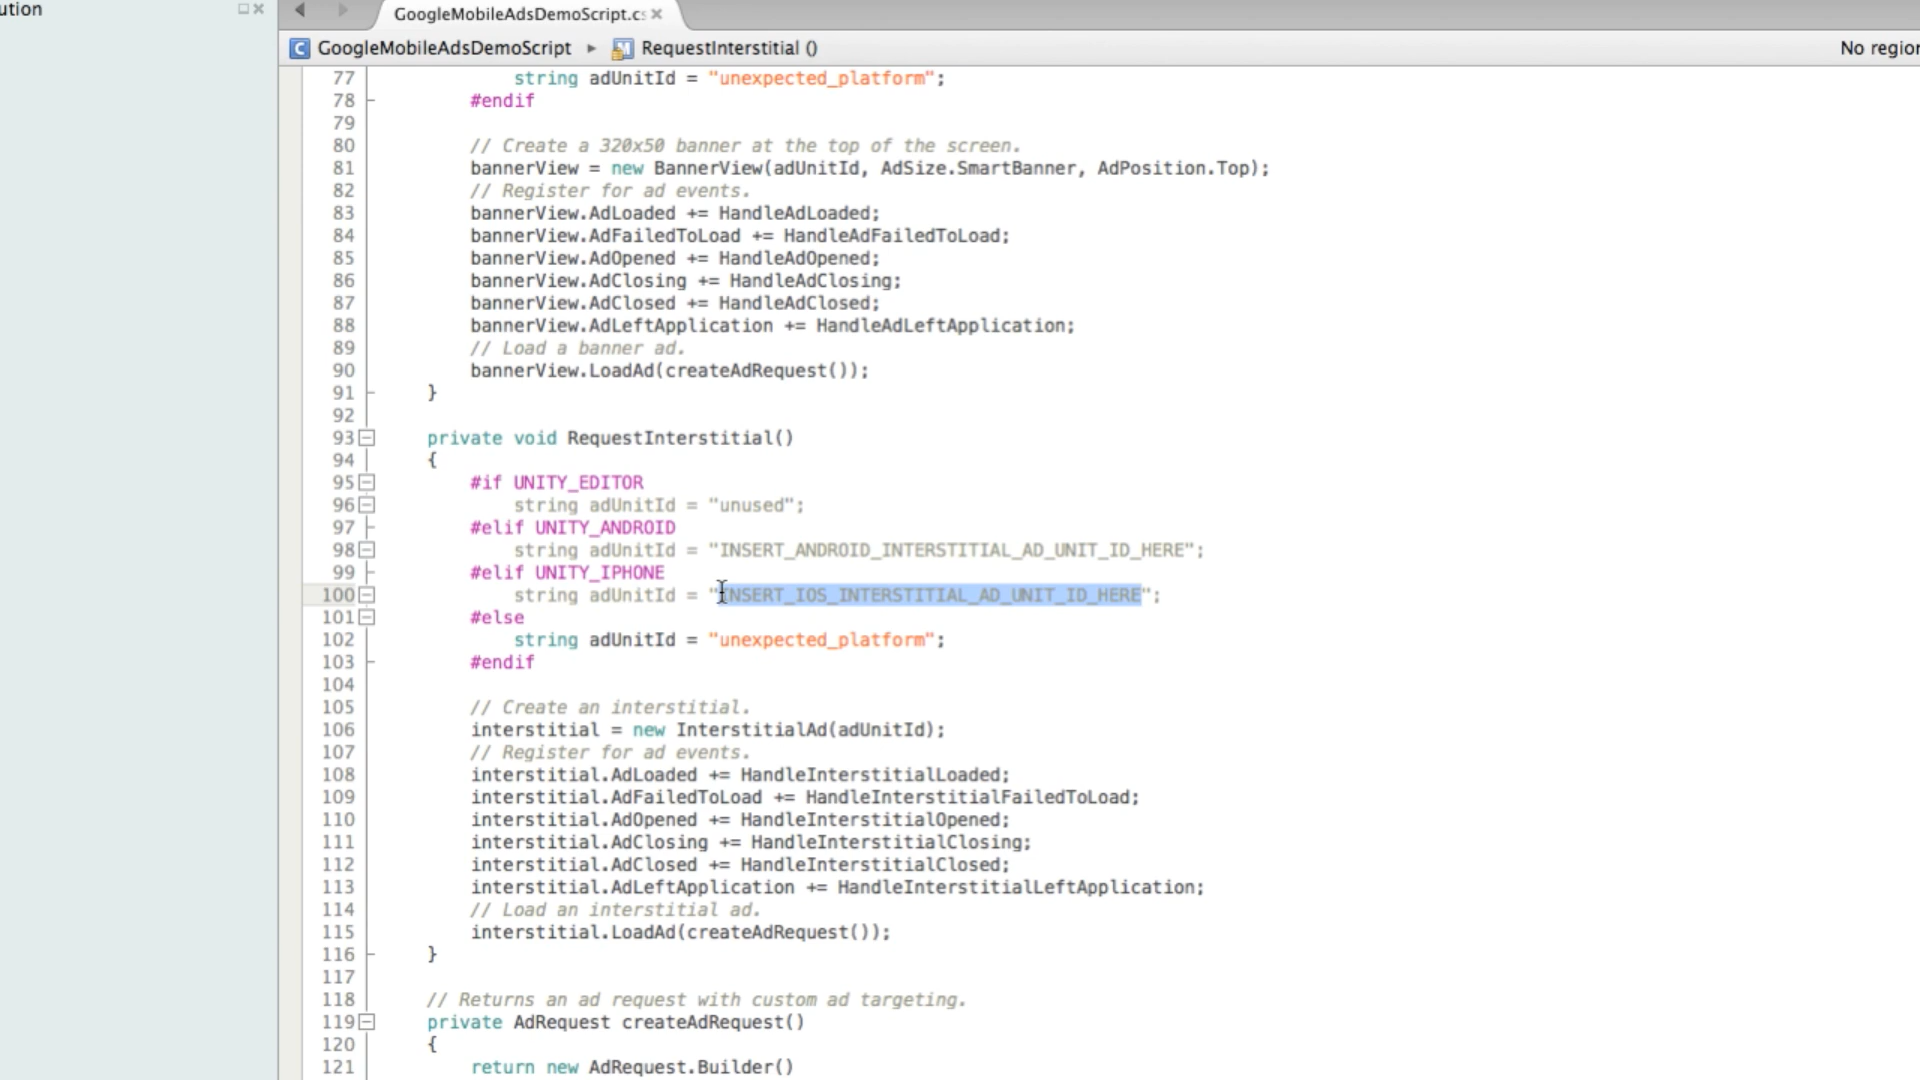 ution
GoogleMobileAdsDemoScript.cs
GoogleMobileAdsDemoScript ▸ RequestInterstitial ()
No region
77 string adUnitId = "unexpected_platform";
78 #endif
79
80 // Create a 320x50 banner at the top of the screen.
81 bannerView = new BannerView(adUnitId, AdSize.SmartBanner, AdPosition.Top);
82 // Register for ad events.
83 bannerView.AdLoaded += HandleAdLoaded;
84 bannerView.AdFailedToLoad += HandleAdFailedToLoad;
85 bannerView.AdOpened += HandleAdOpened;
86 bannerView.AdClosing += HandleAdClosing;
87 bannerView.AdClosed += HandleAdClosed;
88 bannerView.AdLeftApplication += HandleAdLeftApplication;
89 // Load a banner ad.
90 bannerView.LoadAd(createAdRequest());
91 }
92
93 private void RequestInterstitial()
94 {
95 #if UNITY_EDITOR
96 string adUnitId = "unused";
97 #elif UNITY_ANDROID
98 string adUnitId = "INSERT_ANDROID_INTERSTITIAL_AD_UNIT_ID_HERE";
99 #elif UNITY_IPHONE
100 string adUnitId = "INSERT_IOS_INTERSTITIAL_AD_UNIT_ID_HERE";
101 #else
102 string adUnitId = "unexpected_platform";
103 #endif
104
105 // Create an interstitial.
106 interstitial = new InterstitialAd(adUnitId);
107 // Register for ad events.
108 interstitial.AdLoaded += HandleInterstitialLoaded;
109 interstitial.AdFailedToLoad += HandleInterstitialFailedToLoad;
110 interstitial.AdOpened += HandleInterstitialOpened;
111 interstitial.AdClosing += HandleInterstitialClosing;
112 interstitial.AdClosed += HandleInterstitialClosed;
113 interstitial.AdLeftApplication += HandleInterstitialLeftApplication;
114 // Load an interstitial ad.
115 interstitial.LoadAd(createAdRequest());
116 }
117
118 // Returns an ad request with custom ad targeting.
119 private AdRequest createAdRequest()
120 {
121 return new AdRequest.Builder()